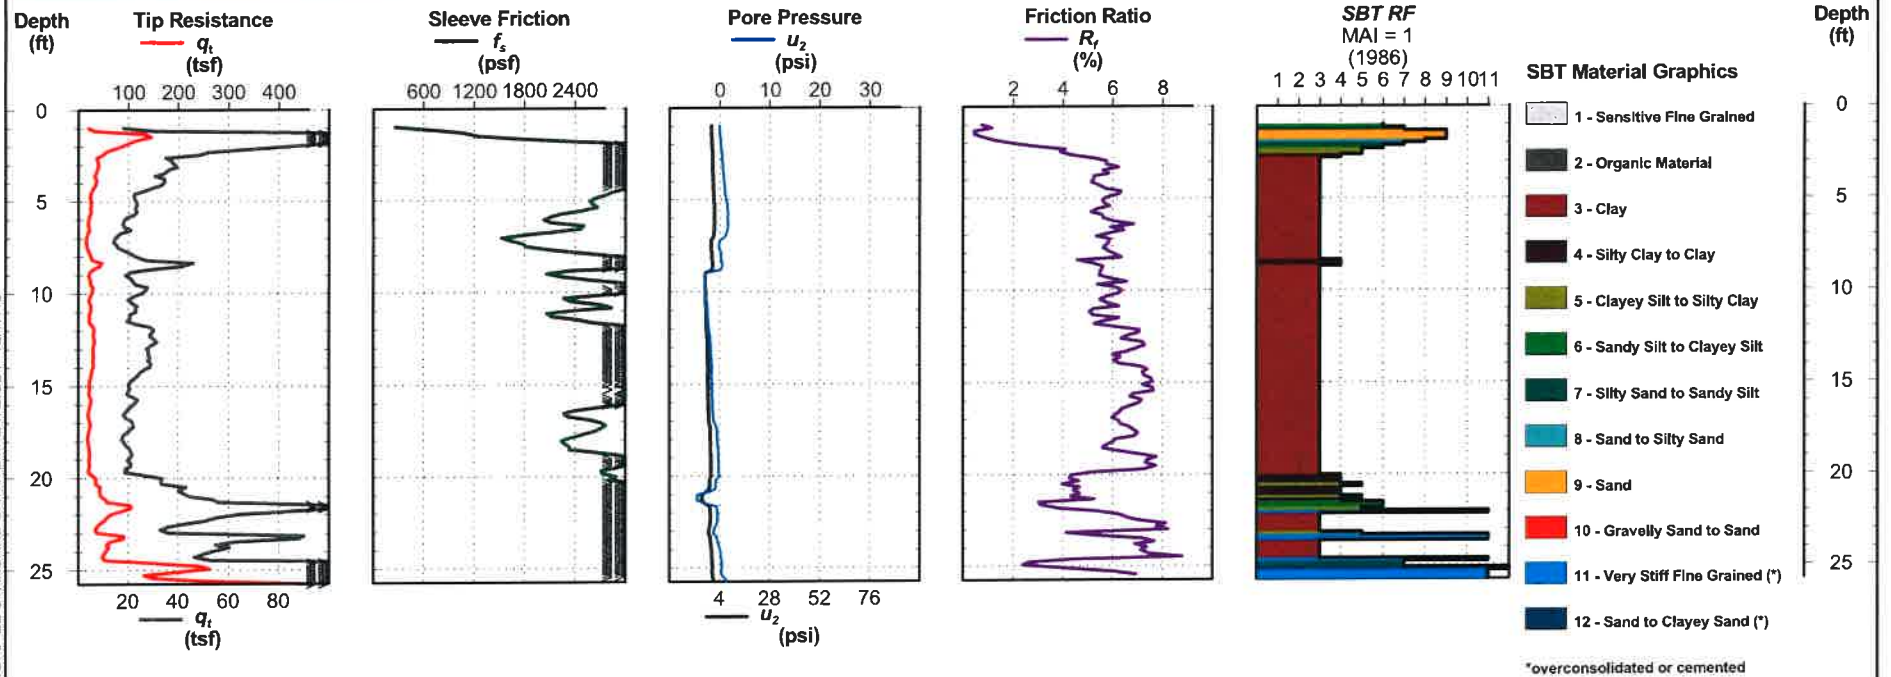 Depth
(ft)
Tip Resistance
qt
(tsf)
100 200 300 400
Sleeve Friction
fs
(psf)
600 1200 1800 2400
Pore Pressure
u2
(psi)
0 10 20 30
Friction Ratio
Rf
(%)
2 4 6 8
SBT RF
MAI = 1
(1986)
1 2 3 4 5 6 7 8 9 10 11
Depth
(ft)
0
5
10
15
20
25
20 40 60 80
qt
(tsf)
4 28 52 76
u2
(psi)
SBT Material Graphics
1 - Sensitive Fine Grained
2 - Organic Material
3 - Clay
4 - Silty Clay to Clay
5 - Clayey Silt to Silty Clay
6 - Sandy Silt to Clayey Silt
7 - Silty Sand to Sandy Silt
8 - Sand to Silty Sand
9 - Sand
10 - Gravelly Sand to Sand
11 - Very Stiff Fine Grained (*)
12 - Sand to Clayey Sand (*)
*overconsolidated or cemented
0
5
10
15
20
25